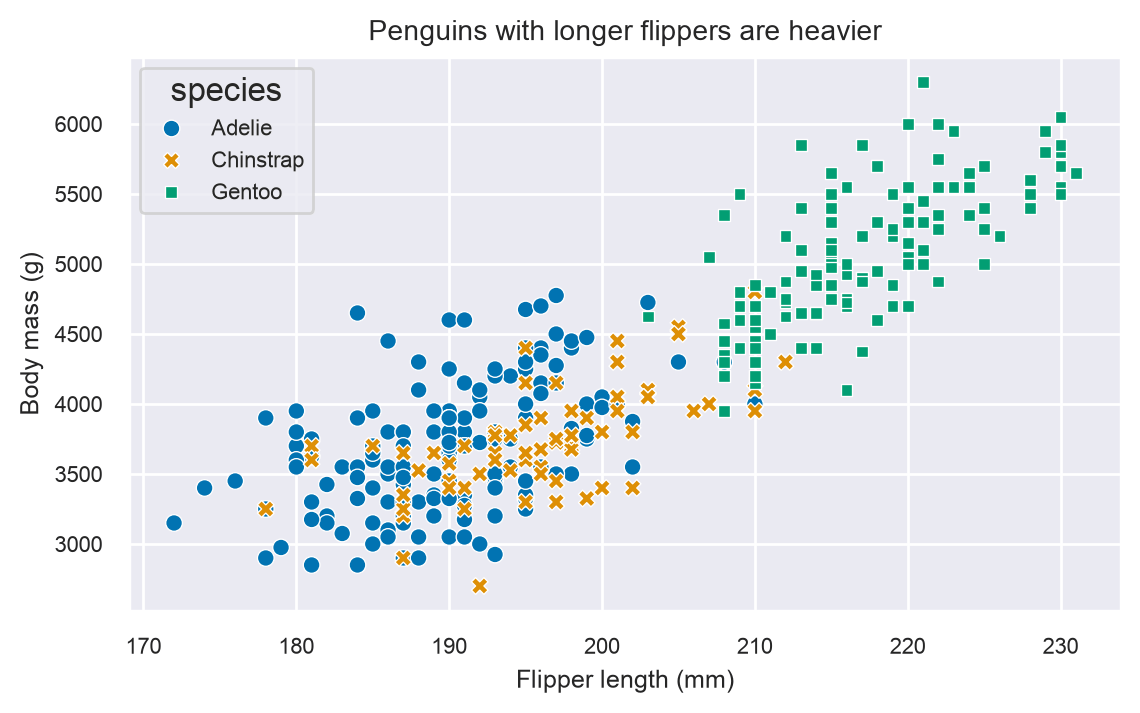 Penguins with longer flippers are heavier
species
Adelie
Chinstrap
Gentoo
Body mass (g)
6000
5500
5000
4500
4000
3500
3000
170 180 190 200 210 220 230
Flipper length (mm)